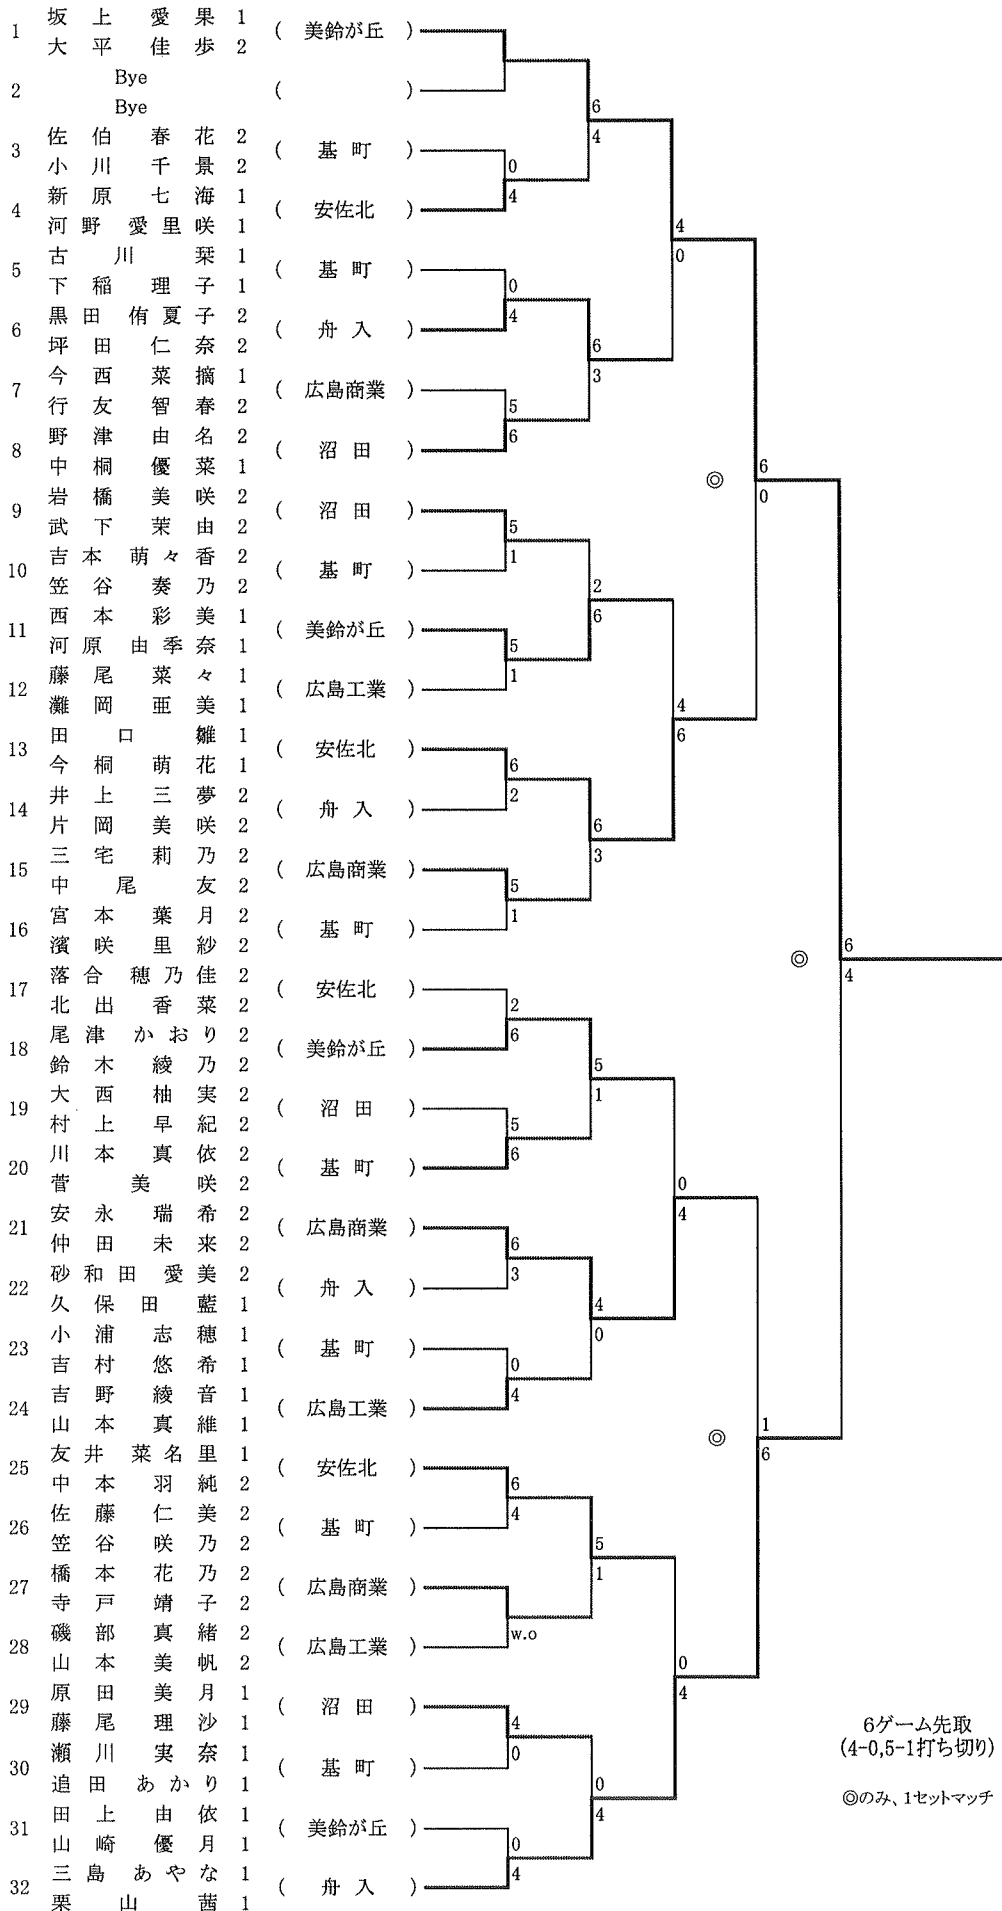 坂上 愛果 1
1 ( 美鈴が丘 )
大平 佳歩 2
Bye
2 ( )
Bye
6
佐伯 春花 2
3 ( 基町 )
4
小川 千景 2
0
新原 七海 1
4
4 ( 安佐北 )
河野 愛里咲 1
4
古川 栞 1
0
5 ( 基町 )
下稲 理子 1
0
黒田 侑夏子 2
4
6 ( 舟入 )
坪田 仁奈 2
6
今西 菜摘 1
3
7 ( 広島商業 )
行友 智春 2
5
野津 由名 2
6
8 ( 沼田 )
中桐 優菜 1
6
◎
岩橋 美咲 2
0
9 ( 沼田 )
武下 茉由 2
5
吉本 萌々香 2
1
10 ( 基町 )
笠谷 奏乃 2
2
西本 彩美 1
6
11 ( 美鈴が丘 )
河原 由季奈 1
5
藤尾 菜々 1
1
12 ( 広島工業 )
灘岡 亜美 1
4
田口 雛 1
6
13 ( 安佐北 )
今桐 萌花 1
6
井上 三夢 2
2
14 ( 舟入 )
片岡 美咲 2
6
三宅 莉乃 2
3
15 ( 広島商業 )
中尾 友 2
5
宮本 葉月 2
1
16 ( 基町 )
濱咲 里紗 2
6
◎
落合 穂乃佳 2
4
17 ( 安佐北 )
北出 香菜 2
2
尾津 かおり 2
6
18 ( 美鈴が丘 )
鈴木 綾乃 2
5
大西 柚実 2
1
19 ( 沼田 )
村上 早紀 2
5
川本 真依 2
6
20 ( 基町 )
菅 美咲 2
0
安永 瑞希 2
4
21 ( 広島商業 )
仲田 未来 2
6
砂和田 愛美 2
3
22 ( 舟入 )
久保田 藍 1
4
小浦 志穂 1
0
23 ( 基町 )
吉村 悠希 1
0
吉野 綾音 1
4
24 ( 広島工業 )
山本 真維 1
1
◎
友井 菜名里 1
6
25 ( 安佐北 )
中本 羽純 2
6
佐藤 仁美 2
4
26 ( 基町 )
笠谷 咲乃 2
5
橋本 花乃 2
1
27 ( 広島商業 )
寺戸 靖子 2
磯部 真緒 2
w.o
28 ( 広島工業 )
山本 美帆 2
0
原田 美月 1
4
29 ( 沼田 )
藤尾 理沙 1
4
6ゲーム先取
瀬川 実奈 1
0
(4-0,5-1打ち切り)
30 ( 基町 )
追田 あかり 1
0
◎のみ、1セットマッチ
田上 由依 1
4
31 ( 美鈴が丘 )
山崎 優月 1
0
三島 あやな 1
4
32 ( 舟入 )
栗山 茜 1